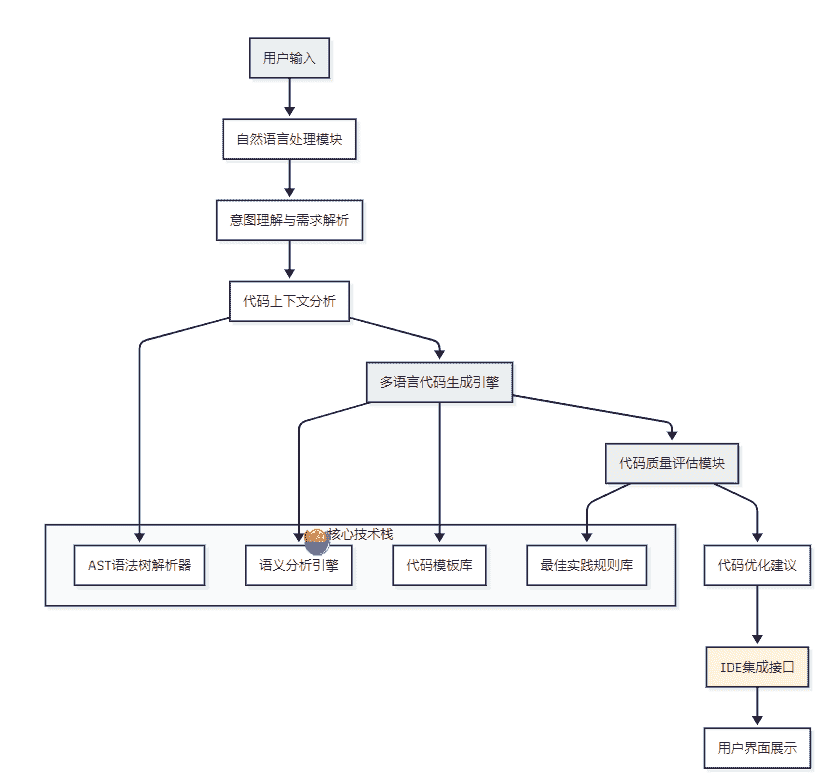 用户输入
自然语言处理模块
意图理解与需求解析
代码上下文分析
多语言代码生成引擎
代码质量评估模块
核心技术栈
AST语法树解析器
语义分析引擎
代码模板库
最佳实践规则库
代码优化建议
IDE集成接口
用户界面展示